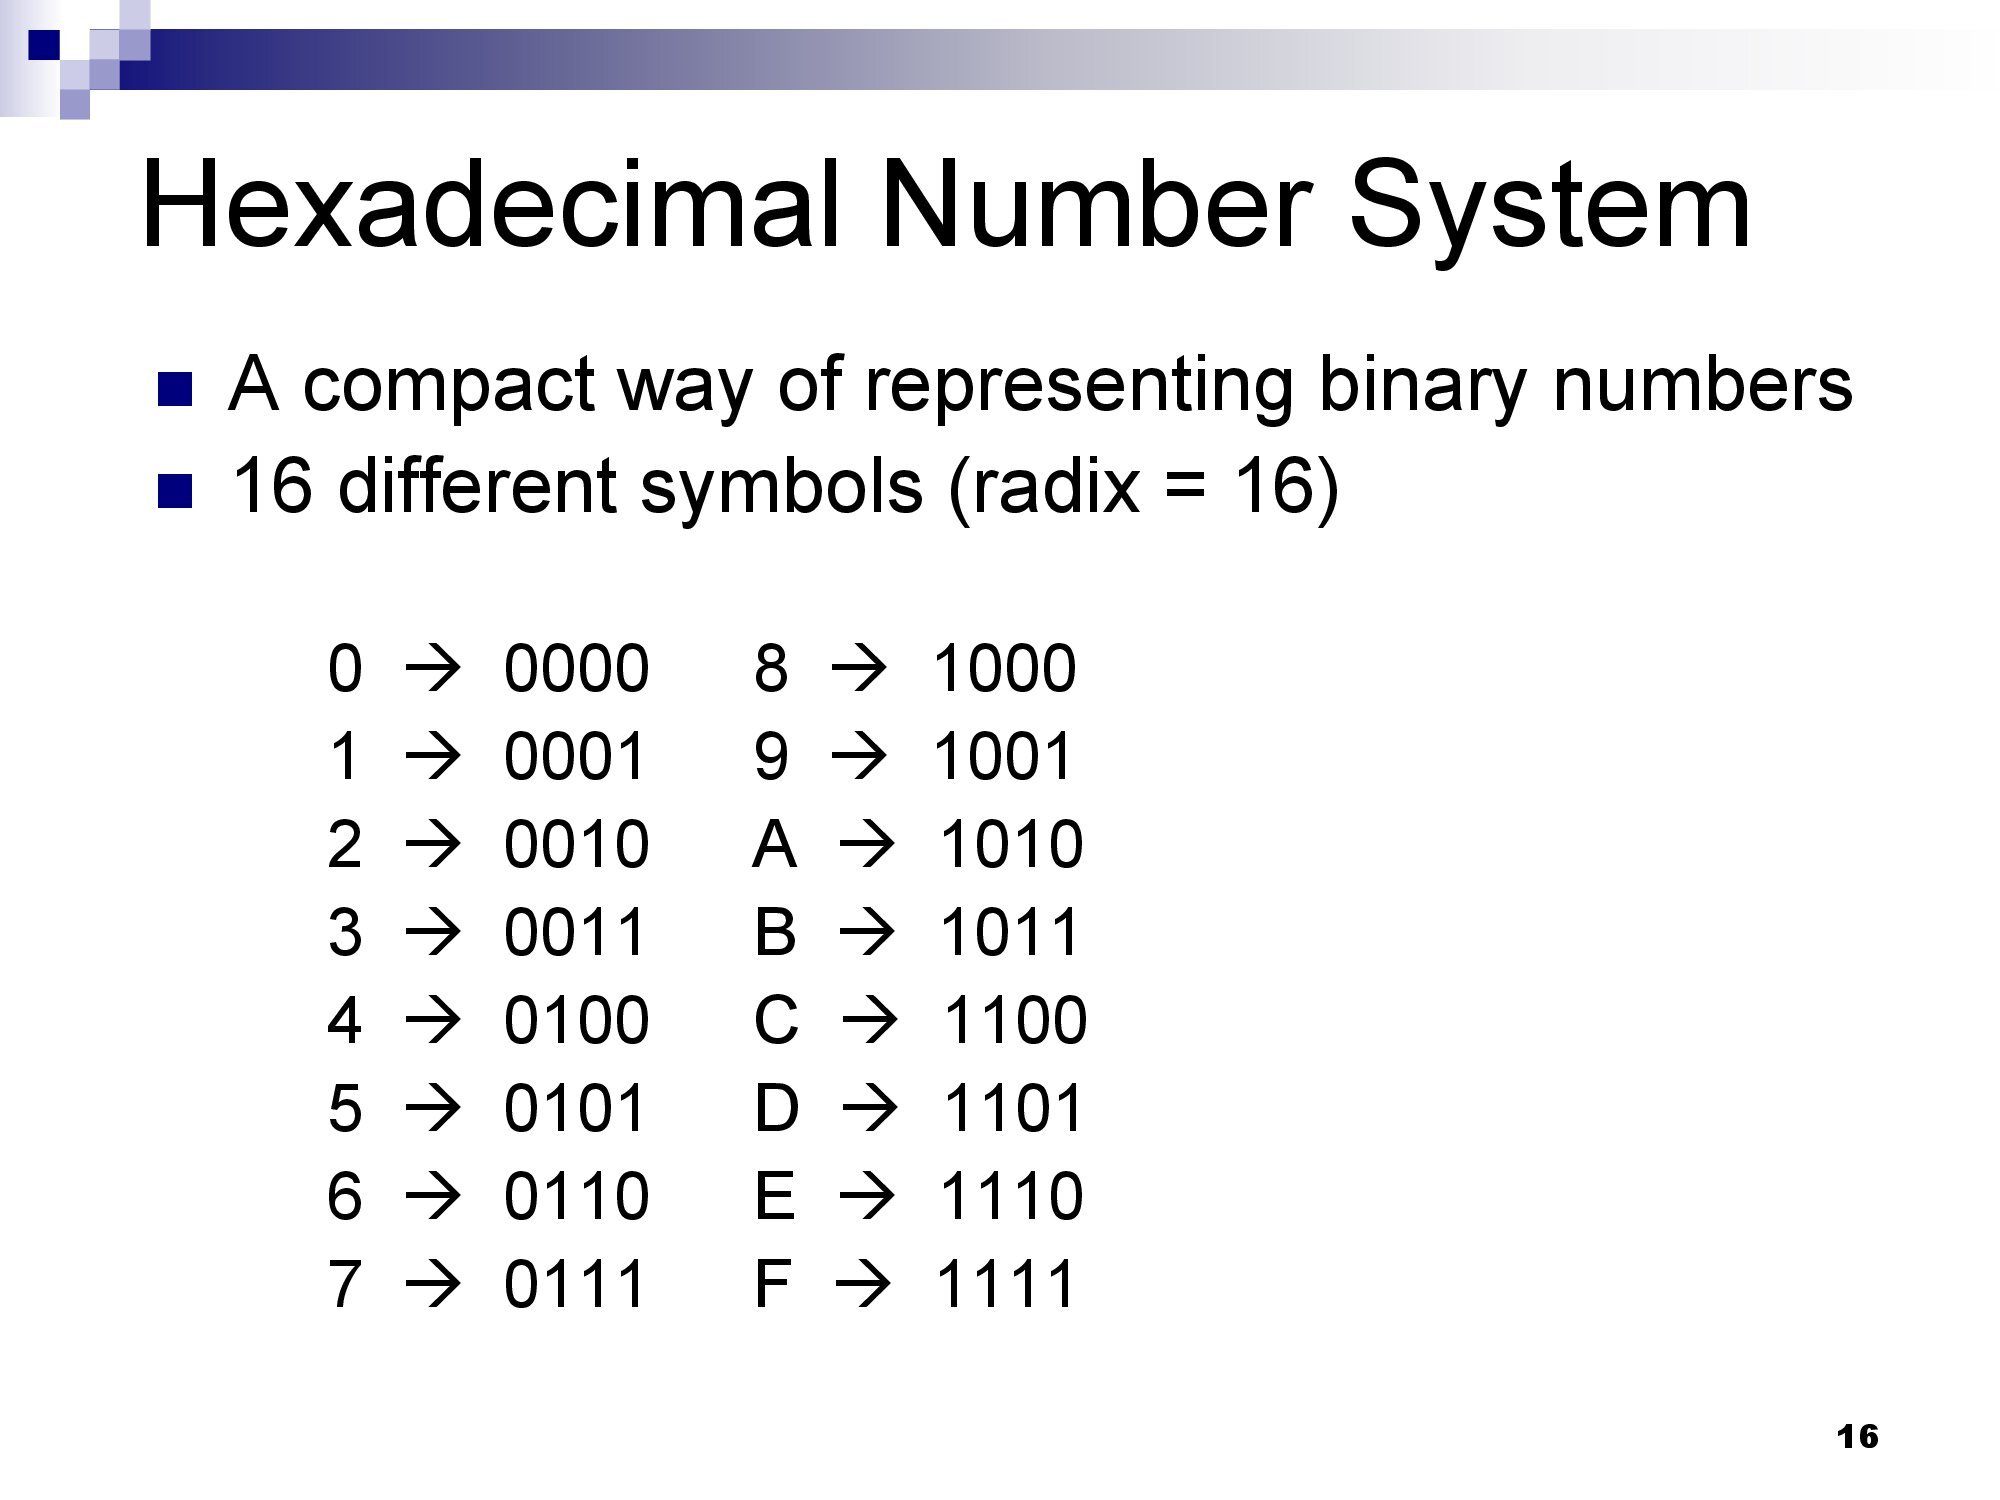 Hexadecimal Number System
A compact way of representing binary numbers
16 different symbols (radix = 16)
0 → 0000 8 → 1000
1 → 0001 9 → 1001
2 → 0010 A → 1010
3 → 0011 B → 1011
4 → 0100 C → 1100
5 → 0101 D → 1101
6 → 0110 E → 1110
7 → 0111 F → 1111
16